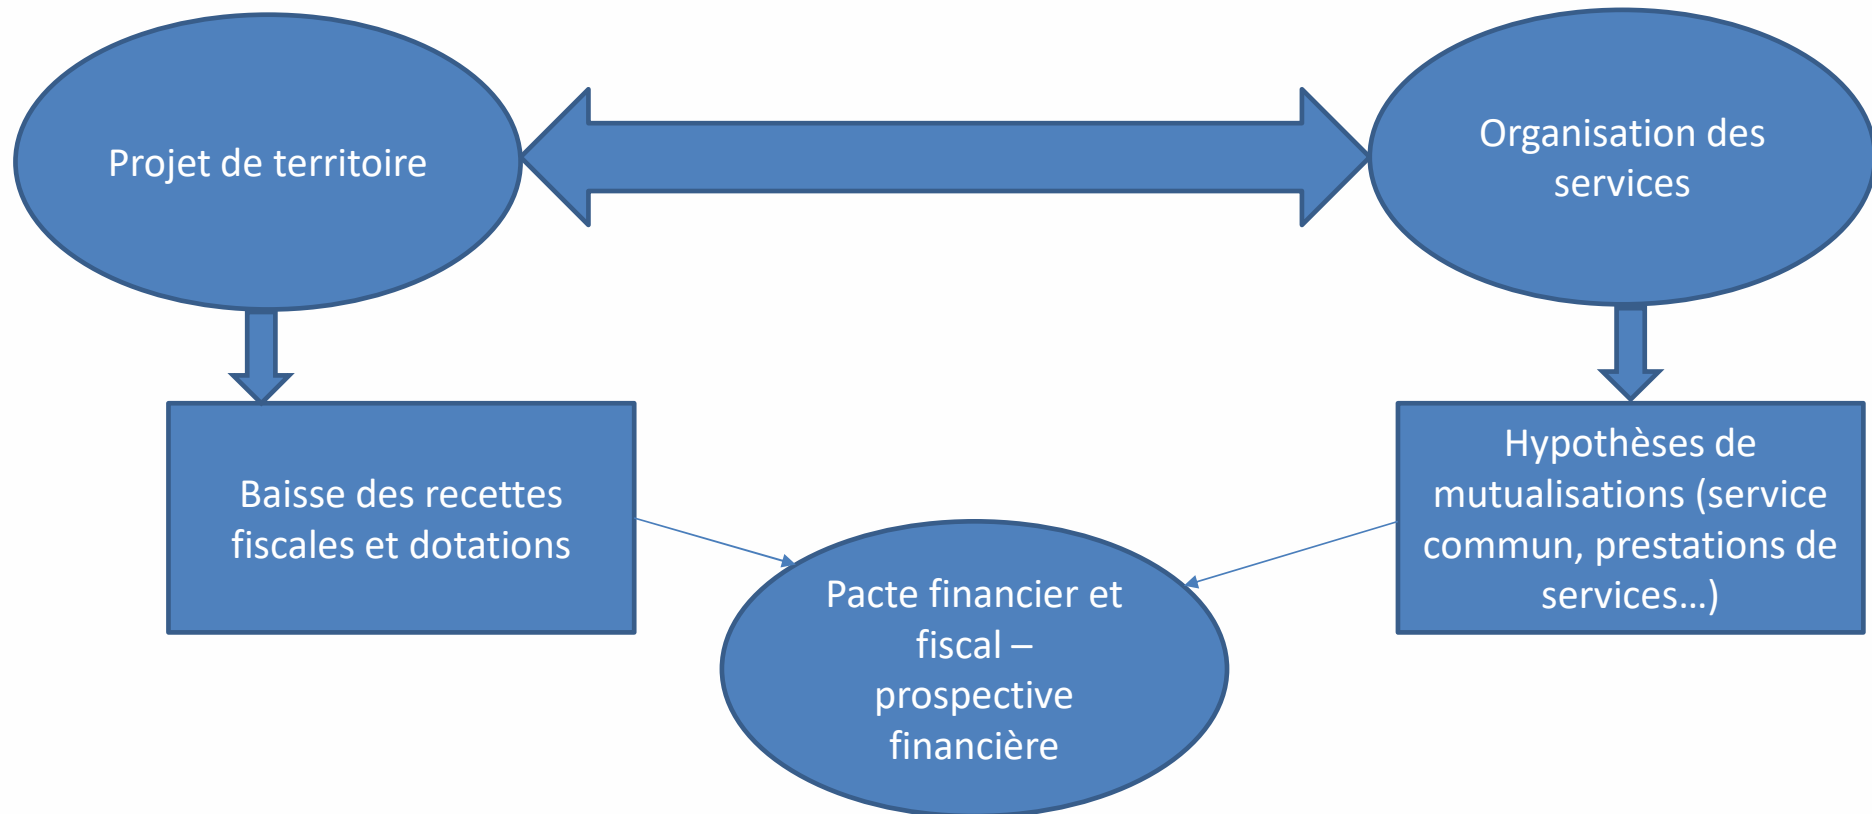 Projet de territoire
Organisation des
services
Baisse des recettes
fiscales et dotations
Hypothèses de
mutualisations (service
commun, prestations de
services…)
Pacte financier et
fiscal –
prospective
financière